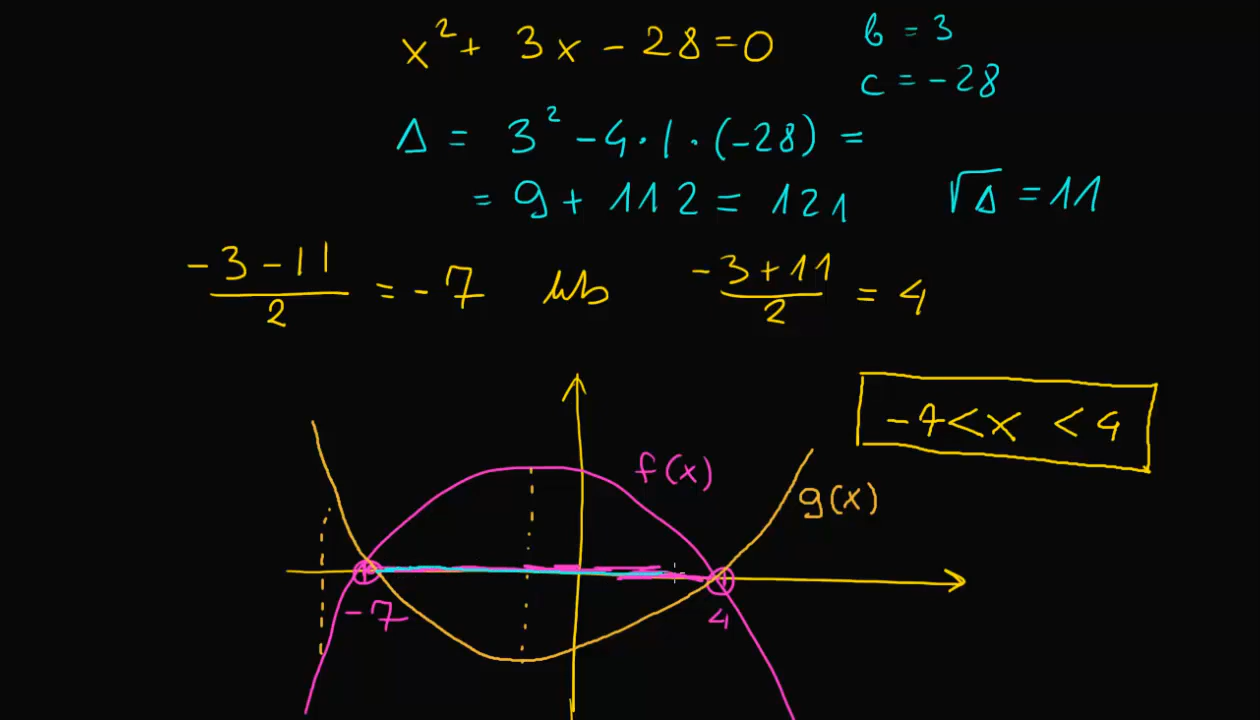 x² + 3x - 28 = 0
b = 3
c = -28
Δ = 3² - 4 · 1 · (-28) =
= 9 + 112 = 121
√Δ = 11
(-3 - 11)/2 = -7 lub (-3 + 11)/2 = 4
-7 < x < 4
f(x)
g(x)
-7
4